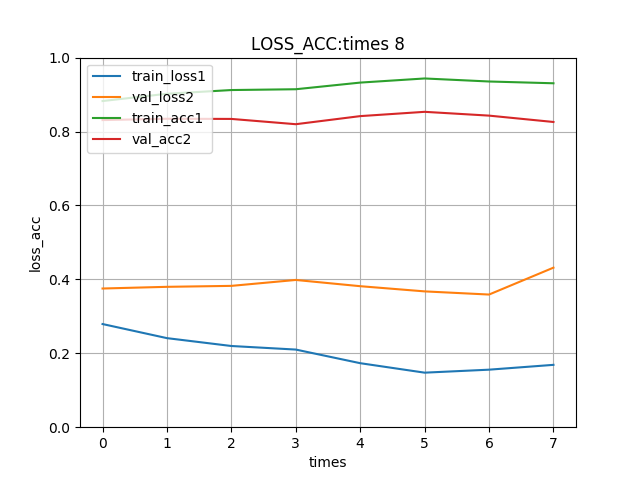 LOSS_ACC:times 8
train_loss1
val_loss2
train_acc1
val_acc2
loss_acc
1.0
0.8
0.6
0.4
0.2
0.0
0 1 2 3 4 5 6 7
times